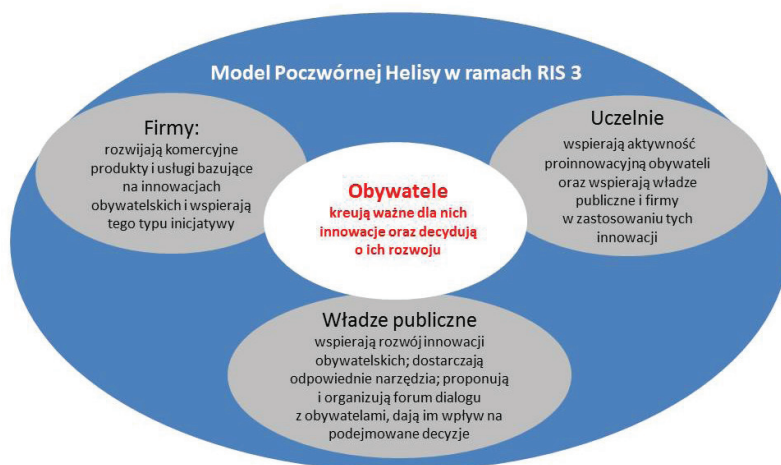 Model Poczwórnej Helisy w ramach RIS 3
Firmy:
rozwijają komercyjne
produkty i usługi bazujące
na innowacjach
obywatelskich i wspierają
tego typu inicjatywy
Uczelnie
wspierają aktywność
proinnowacyjną obywateli
oraz wspierają władze
publiczne i firmy
w zastosowaniu tych
innowacji
Obywatele
kreują ważne dla nich
innowacje oraz decydują
o ich rozwoju
Władze publiczne
wspierają rozwój innowacji
obywatelskich; dostarczają
odpowiednie narzędzia; proponują
i organizują forum dialogu
z obywatelami, dają im wpływ na
podejmowane decyzje